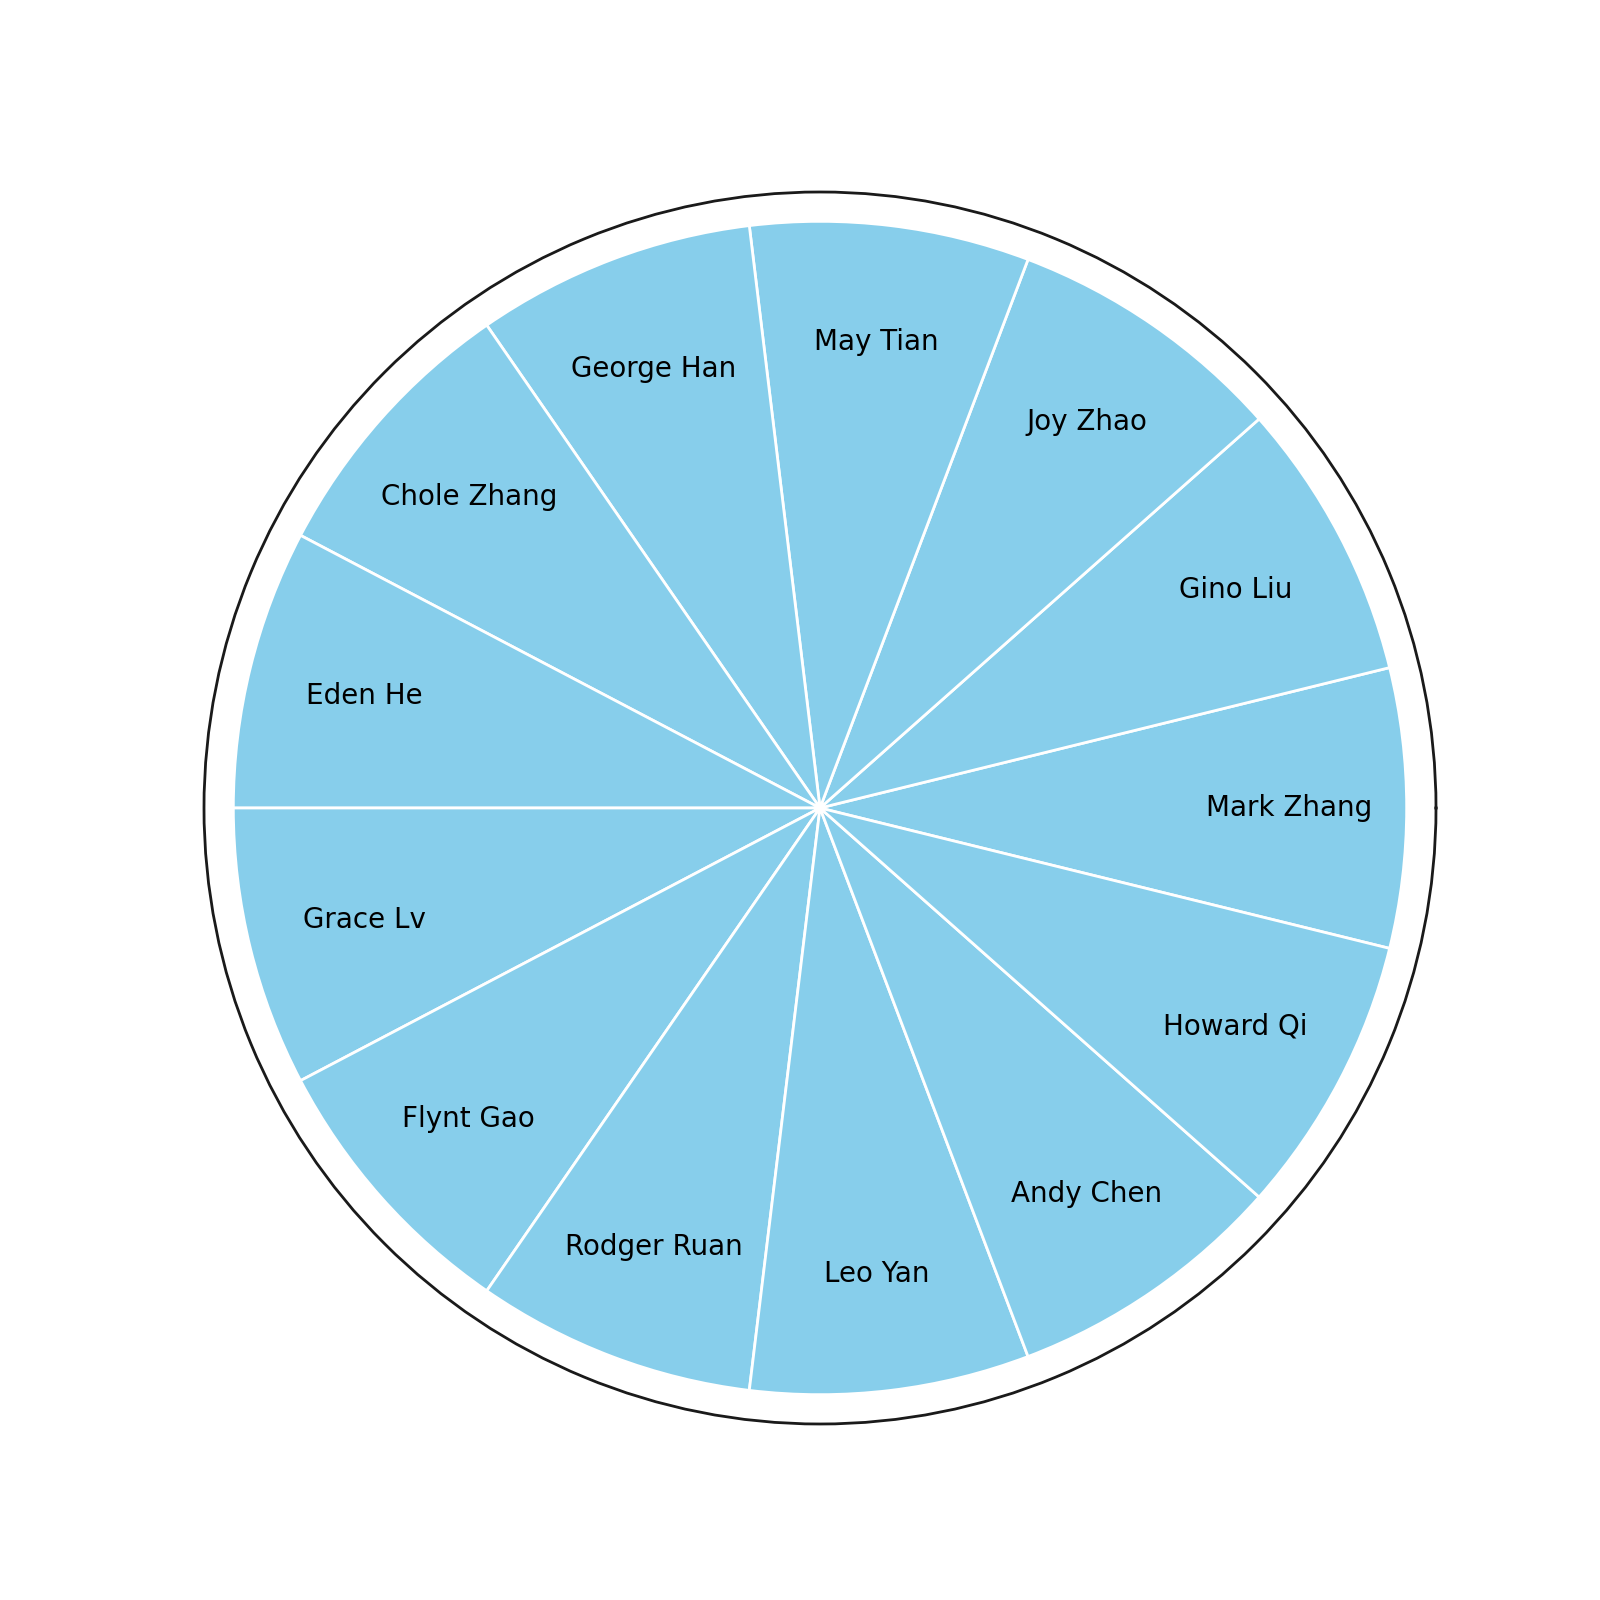 May Tian
George Han
Joy Zhao
Chole Zhang
Gino Liu
Eden He
Mark Zhang
Grace Lv
Howard Qi
Flynt Gao
Andy Chen
Rodger Ruan
Leo Yan